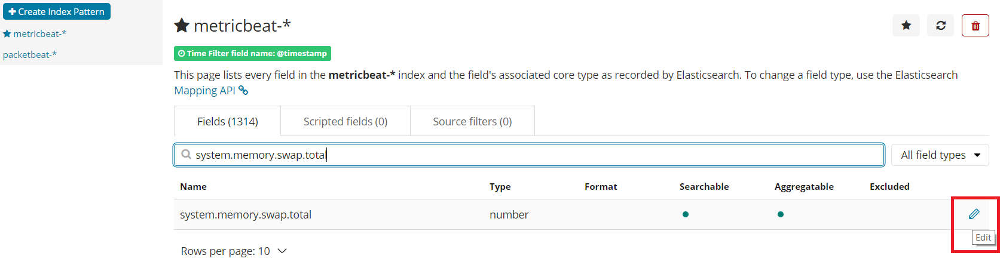 Create Index Pattern
metricbeat-*
packetbeat-*
metricbeat-*
Time Filter field name: @timestamp
This page lists every field in the metricbeat-* index and the field's associated core type as recorded by Elasticsearch. To change a field type, use the Elasticsearch
Mapping API
Fields (1314) Scripted fields (0) Source filters (0)
system.memory.swap.total All field types
Name Type Format Searchable Aggregatable Excluded
system.memory.swap.total number
Edit
Rows per page: 10